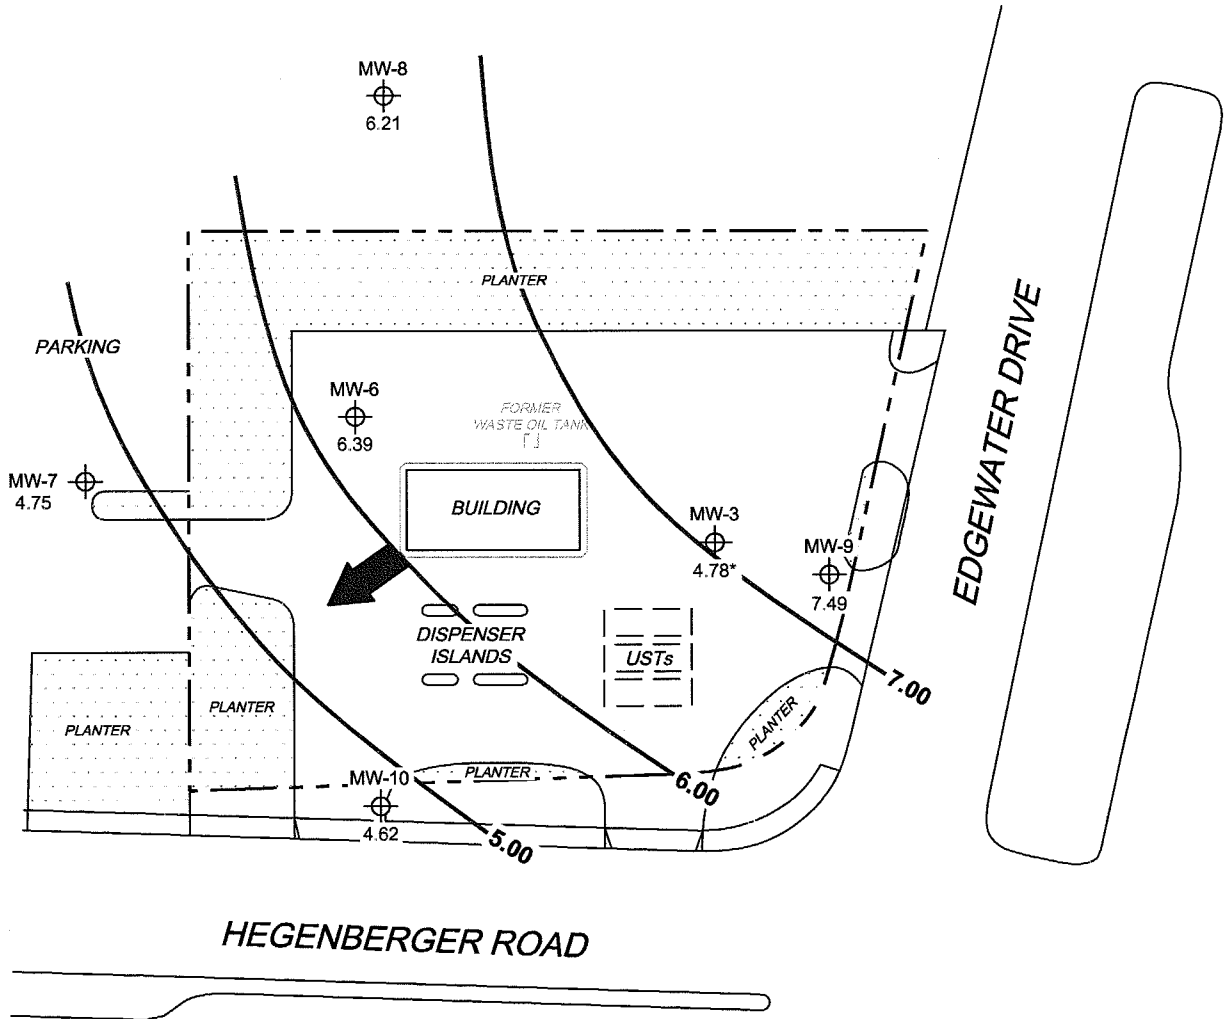 MW-8
6.21
PLANTER
PARKING
MW-6
6.39
FORMER
WASTE OIL TANK
MW-7
4.75
BUILDING
MW-3
4.78*
MW-9
7.49
EDGEWATER DRIVE
DISPENSER
ISLANDS
USTs
7.00
PLANTER
PLANTER
PLANTER
PLANTER
MW-10
4.62
6.00
5.00
HEGENBERGER ROAD